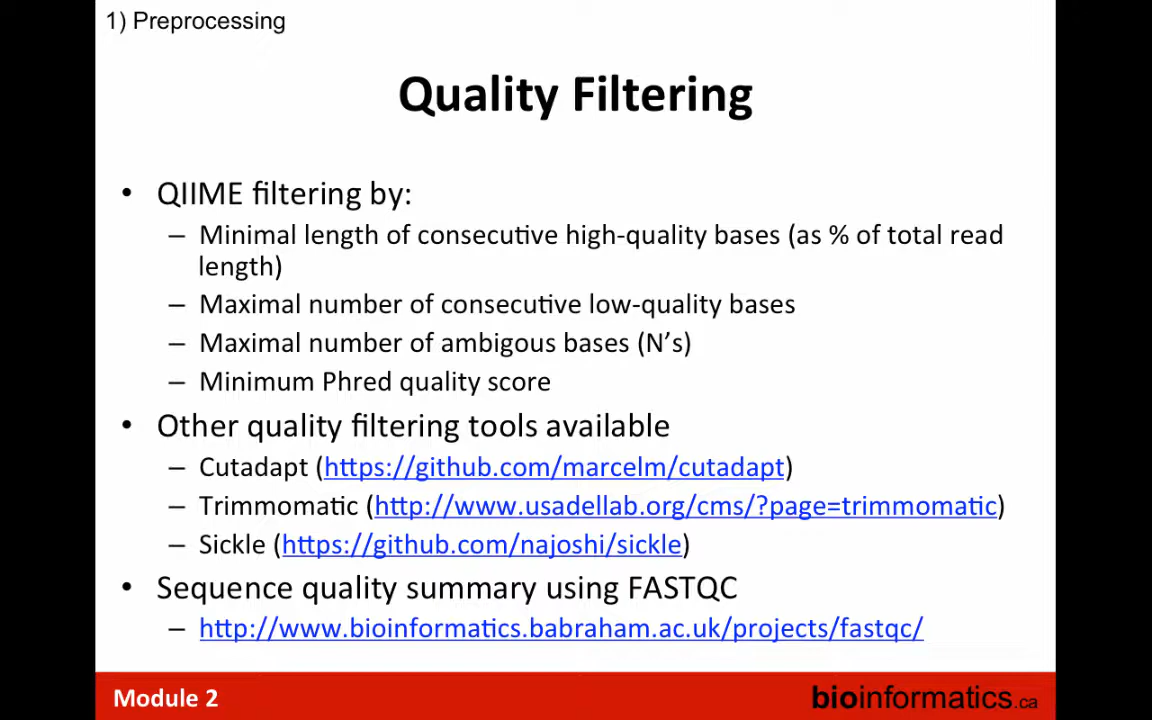 1) Preprocessing
Quality Filtering
• QIIME filtering by:
– Minimal length of consecutive high-quality bases (as % of total read
length)
– Maximal number of consecutive low-quality bases
– Maximal number of ambigous bases (N’s)
– Minimum Phred quality score
• Other quality filtering tools available
– Cutadapt (https://github.com/marcelm/cutadapt)
– Trimmomatic (http://www.usadellab.org/cms/?page=trimmomatic)
– Sickle (https://github.com/najoshi/sickle)
• Sequence quality summary using FASTQC
– http://www.bioinformatics.babraham.ac.uk/projects/fastqc/
Module 2
bioinformatics.ca